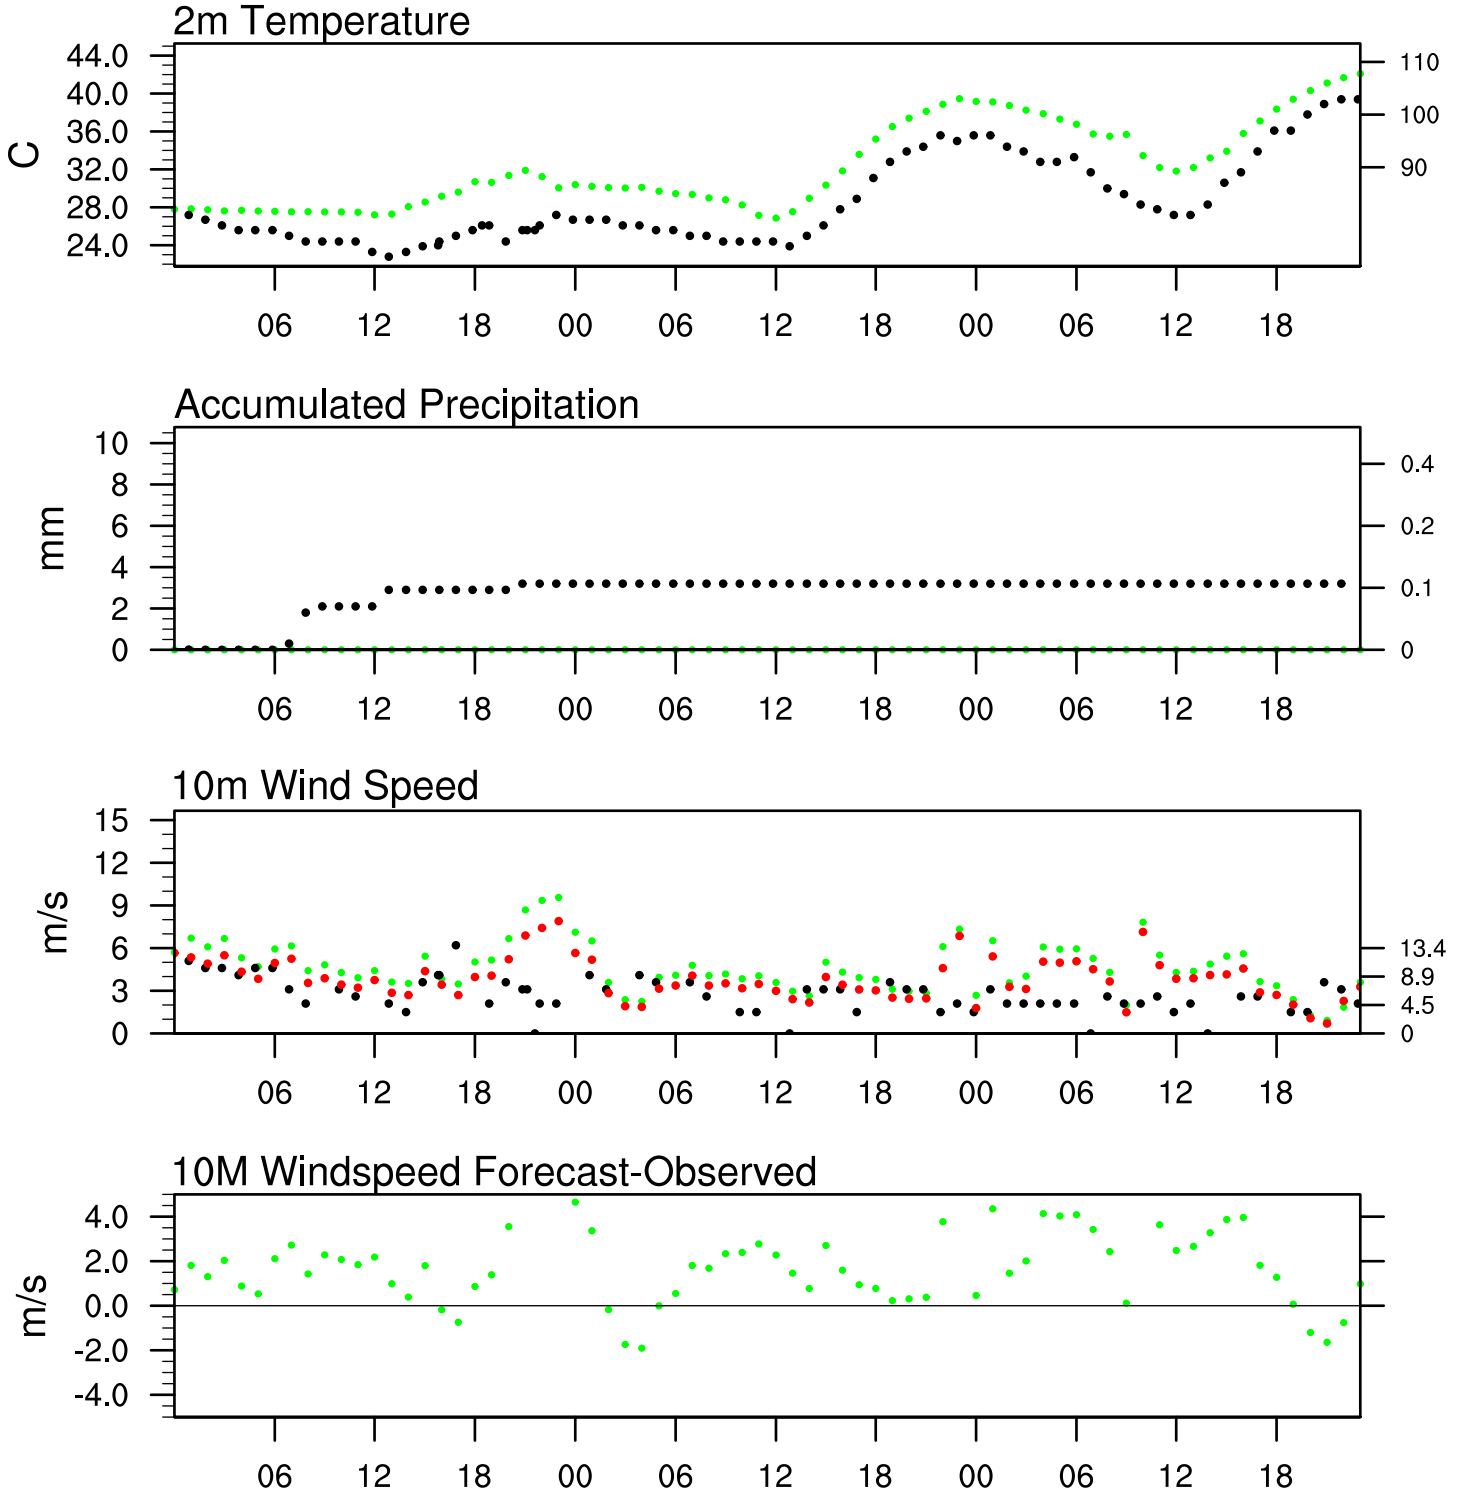 2m Temperature
44.0
40.0
36.0
32.0
28.0
24.0
C
110
100
90
06 12 18 00 06 12 18 00 06 12 18
Accumulated Precipitation
10
8
6
4
2
0
mm
0.4
0.2
0.1
0
06 12 18 00 06 12 18 00 06 12 18
10m Wind Speed
15
12
9
6
3
0
m/s
13.4
8.9
4.5
0
06 12 18 00 06 12 18 00 06 12 18
10M Windspeed Forecast-Observed
4.0
2.0
0.0
-2.0
-4.0
m/s
06 12 18 00 06 12 18 00 06 12 18